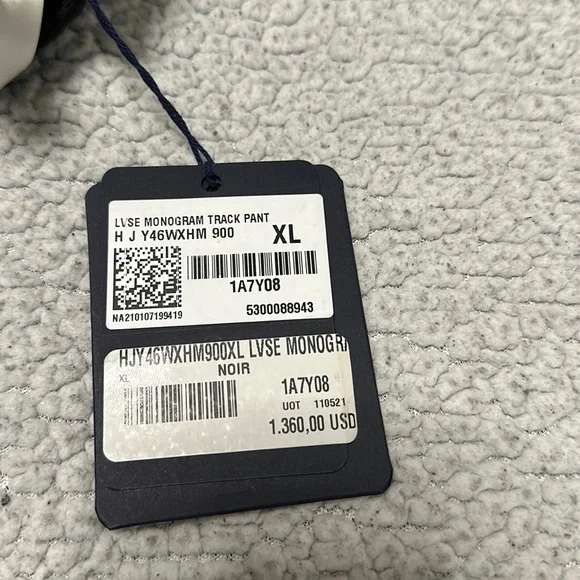 LVSE MONOGRAM TRACK PANT
H J Y46WXHM 900 XL
1A7Y08
NA210107199419 5300088943
HJY46WXHM900XL LVSE MONOGRA
XL NOIR
1A7Y08
UOT 110521
1.360,00 USD